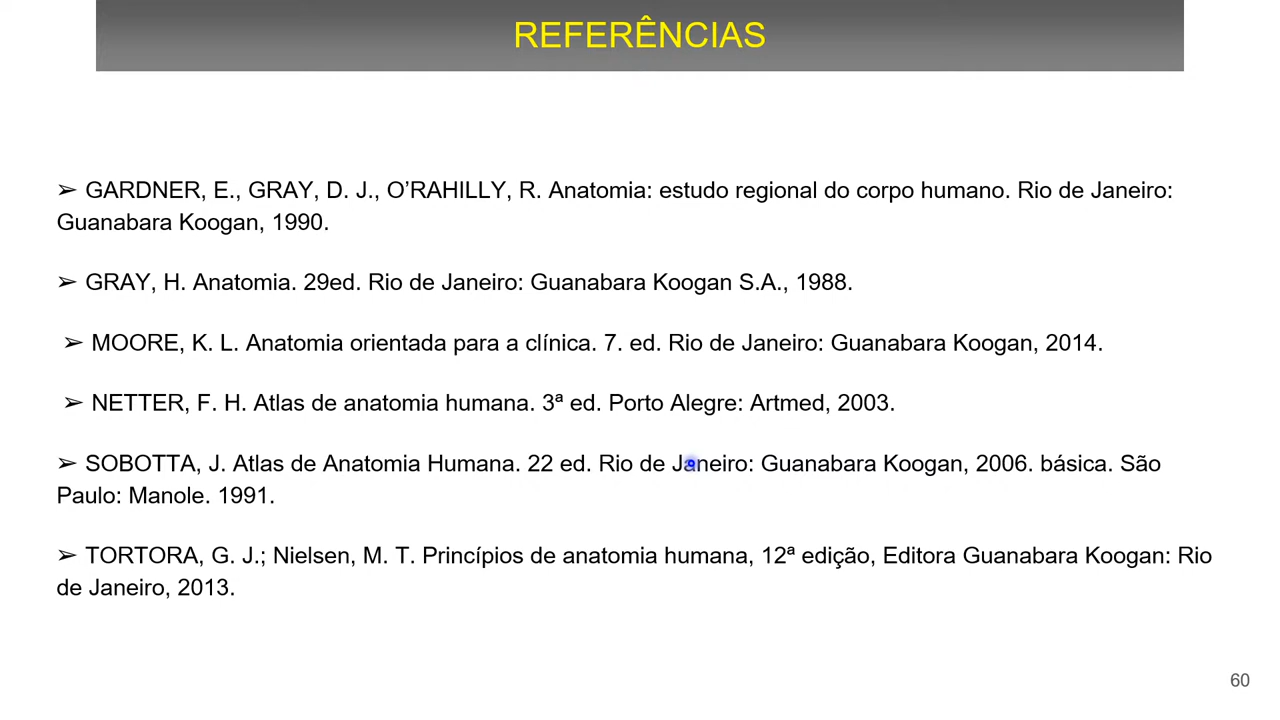 REFERÊNCIAS
➢ GARDNER, E., GRAY, D. J., O’RAHILLY, R. Anatomia: estudo regional do corpo humano. Rio de Janeiro:
Guanabara Koogan, 1990.
➢ GRAY, H. Anatomia. 29ed. Rio de Janeiro: Guanabara Koogan S.A., 1988.
➢ MOORE, K. L. Anatomia orientada para a clínica. 7. ed. Rio de Janeiro: Guanabara Koogan, 2014.
➢ NETTER, F. H. Atlas de anatomia humana. 3ª ed. Porto Alegre: Artmed, 2003.
➢ SOBOTTA, J. Atlas de Anatomia Humana. 22 ed. Rio de Janeiro: Guanabara Koogan, 2006. básica. São
Paulo: Manole. 1991.
➢ TORTORA, G. J.; Nielsen, M. T. Princípios de anatomia humana, 12ª edição, Editora Guanabara Koogan: Rio
de Janeiro, 2013.
60